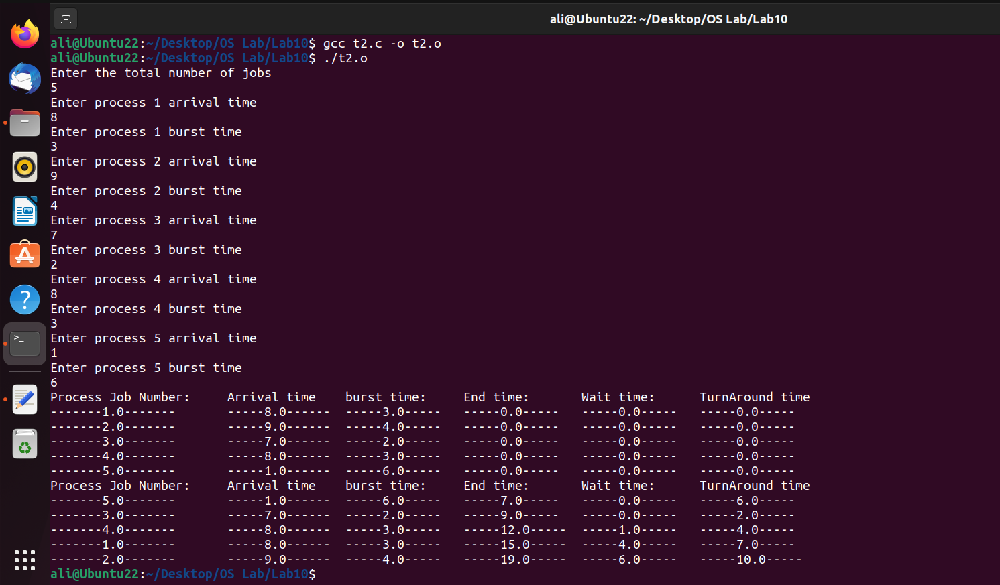 ali@Ubuntu22: ~/Desktop/OS Lab/Lab10
ali@Ubuntu22:~/Desktop/OS Lab/Lab10$ gcc t2.c -o t2.o
ali@Ubuntu22:~/Desktop/OS Lab/Lab10$ ./t2.o
Enter the total number of jobs
5
Enter process 1 arrival time
8
Enter process 1 burst time
3
Enter process 2 arrival time
9
Enter process 2 burst time
4
Enter process 3 arrival time
7
Enter process 3 burst time
2
Enter process 4 arrival time
8
Enter process 4 burst time
3
Enter process 5 arrival time
1
Enter process 5 burst time
6
Process Job Number:     Arrival time    burst time:     End time:       Wait time:      TurnAround time
-------1.0-------       -----8.0------  -----3.0-----   -----0.0-----   -----0.0-----   -----0.0-----
-------2.0-------       -----9.0------  -----4.0-----   -----0.0-----   -----0.0-----   -----0.0-----
-------3.0-------       -----7.0------  -----2.0-----   -----0.0-----   -----0.0-----   -----0.0-----
-------4.0-------       -----8.0------  -----3.0-----   -----0.0-----   -----0.0-----   -----0.0-----
-------5.0-------       -----1.0------  -----6.0-----   -----0.0-----   -----0.0-----   -----0.0-----
Process Job Number:     Arrival time    burst time:     End time:       Wait time:      TurnAround time
-------5.0-------       -----1.0------  -----6.0-----   -----7.0-----   -----0.0-----   -----6.0-----
-------3.0-------       -----7.0------  -----2.0-----   -----9.0-----   -----0.0-----   -----2.0-----
-------4.0-------       -----8.0------  -----3.0-----   -----12.0-----  -----1.0-----   -----4.0-----
-------1.0-------       -----8.0------  -----3.0-----   -----15.0-----  -----4.0-----   -----7.0-----
-------2.0-------       -----9.0------  -----4.0-----   -----19.0-----  -----6.0-----   -----10.0-----
ali@Ubuntu22:~/Desktop/OS Lab/Lab10$